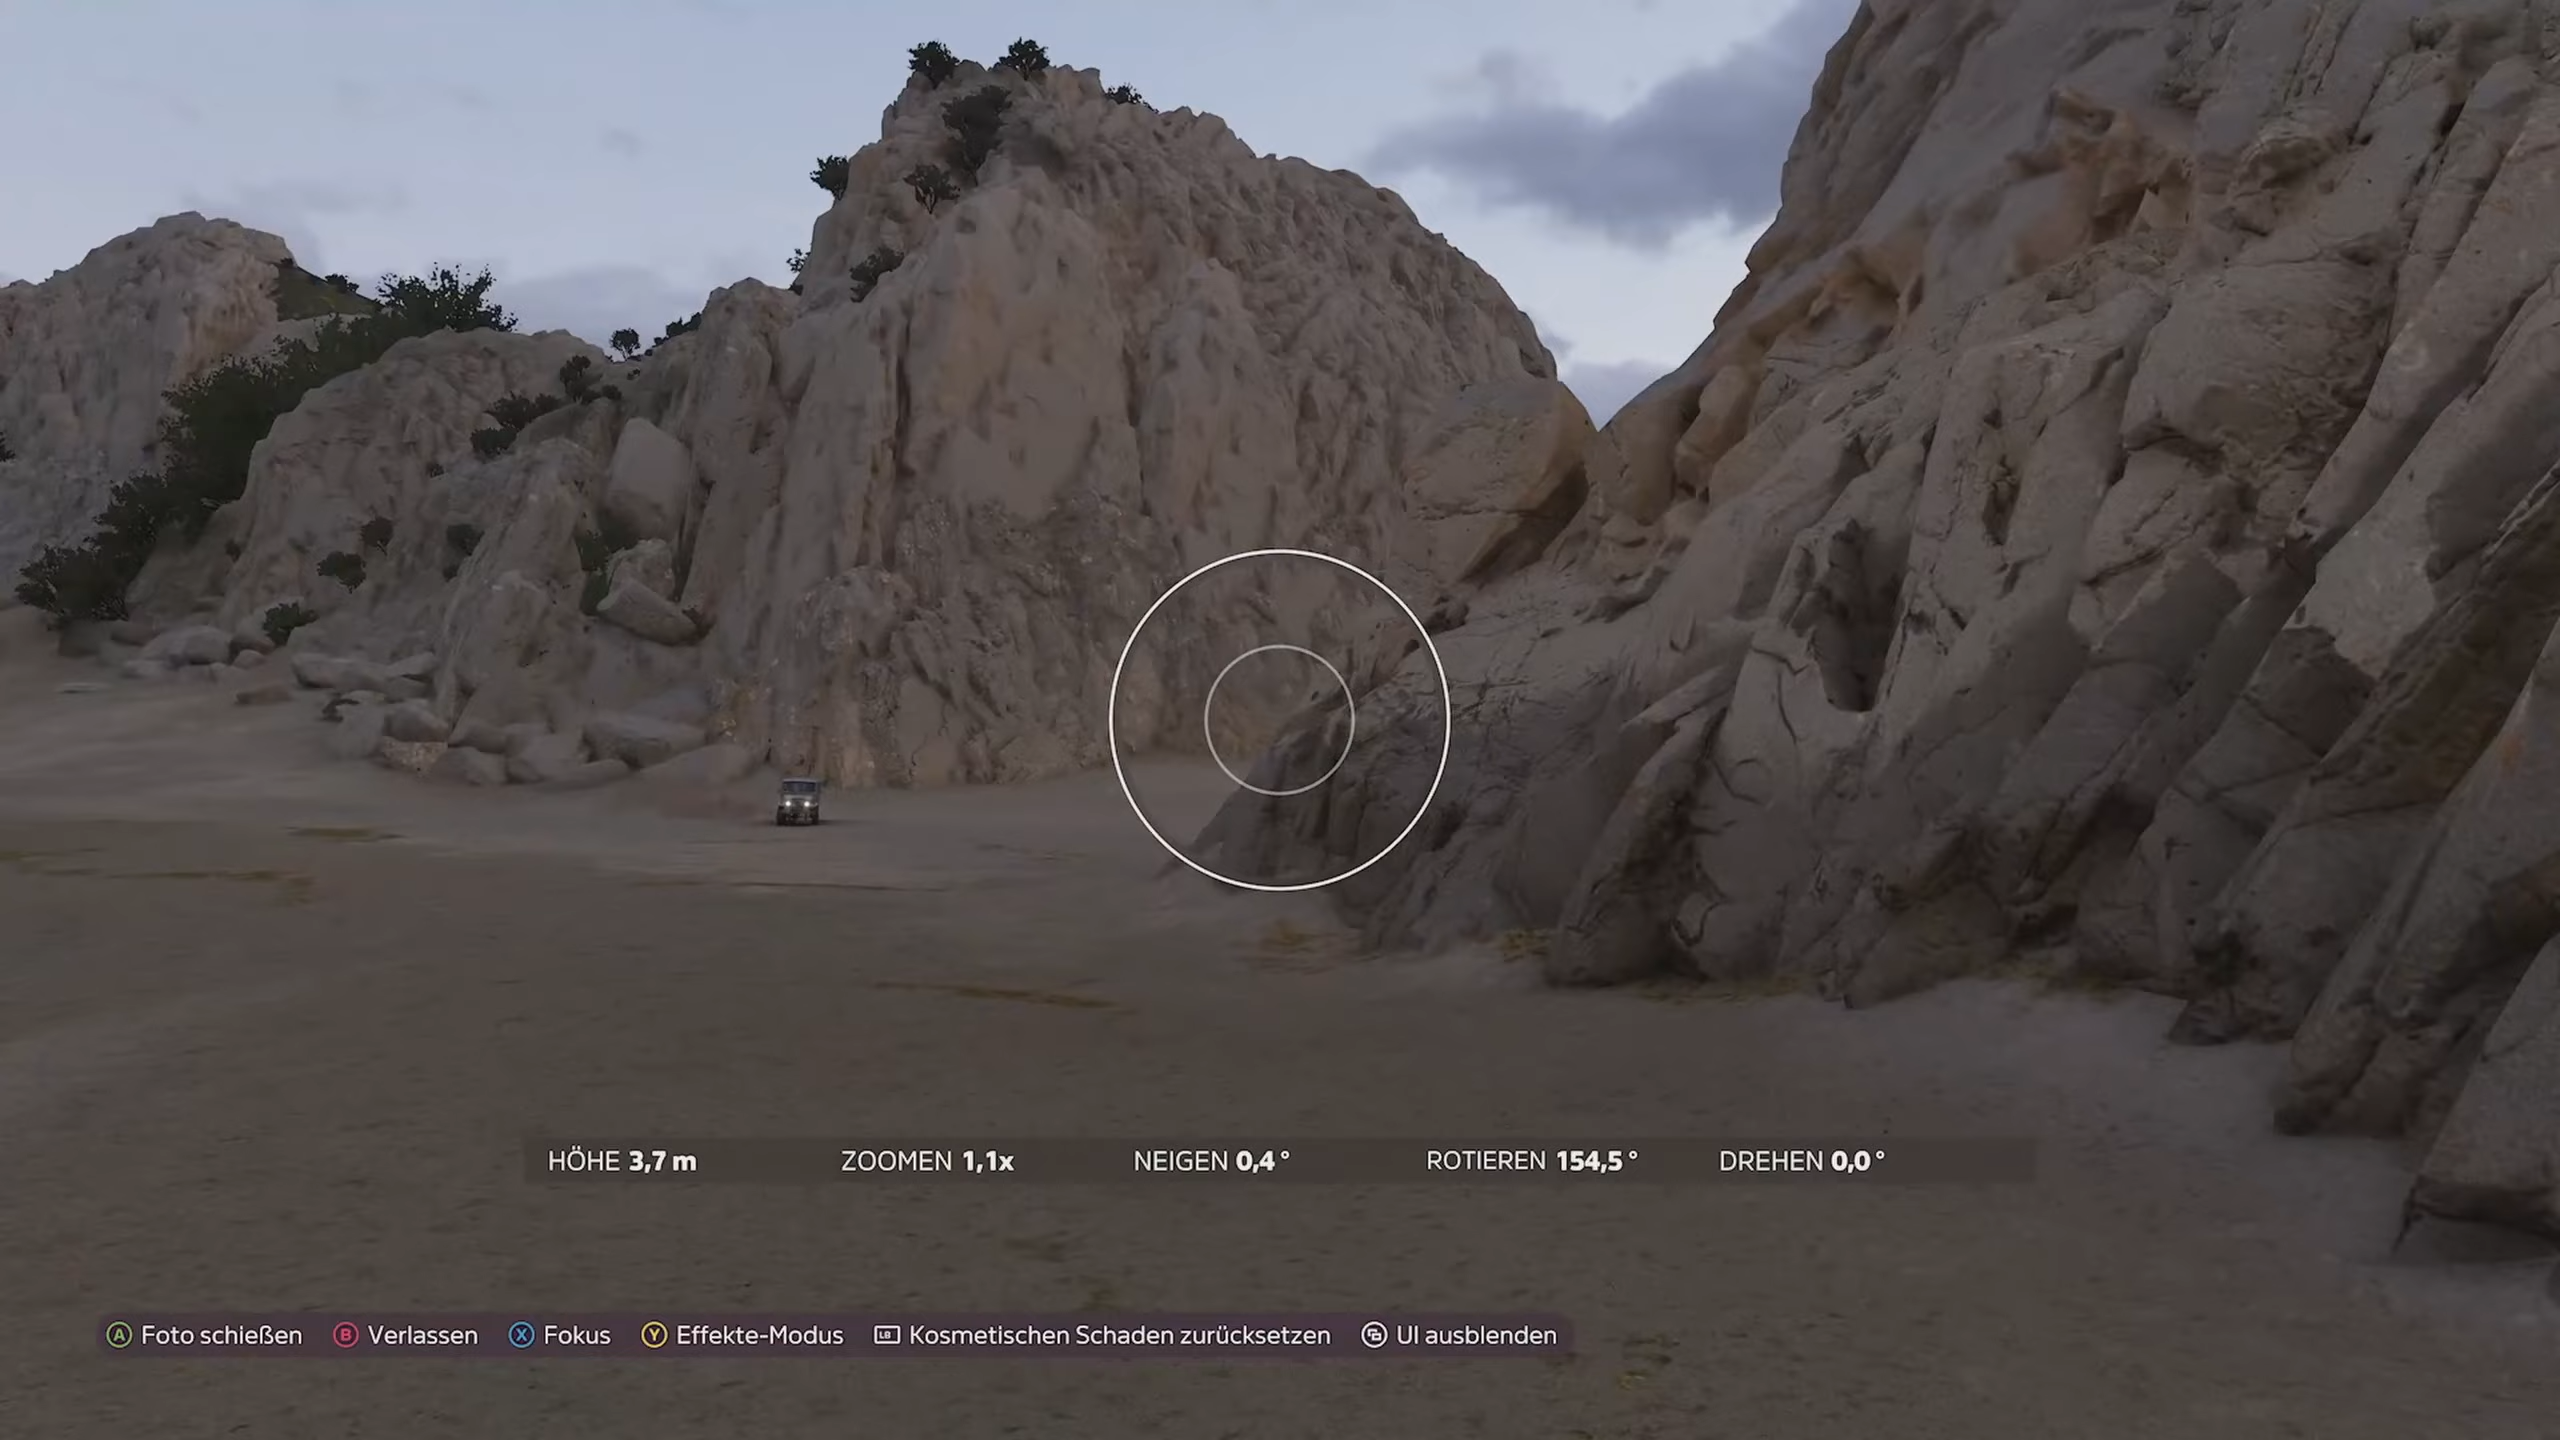 HÖHE 3,7 m ZOOMEN 1,1x NEIGEN 0,4° ROTIEREN 154,5° DREHEN 0,0°
A Foto schießen B Verlassen X Fokus Y Effekte-Modus LB Kosmetischen Schaden zurücksetzen UI ausblenden